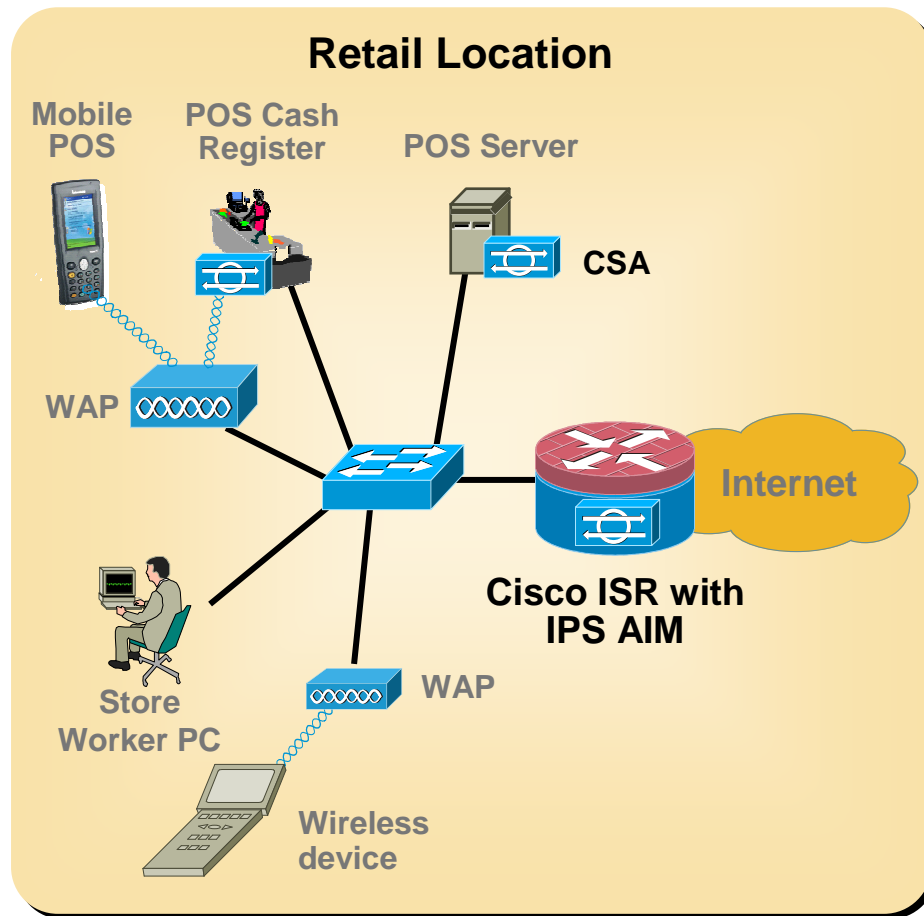 Retail Location
Mobile
POS
POS Cash
Register
POS Server
CSA
WAP
Internet
Cisco ISR with
IPS AIM
Store
Worker PC
WAP
Wireless
device